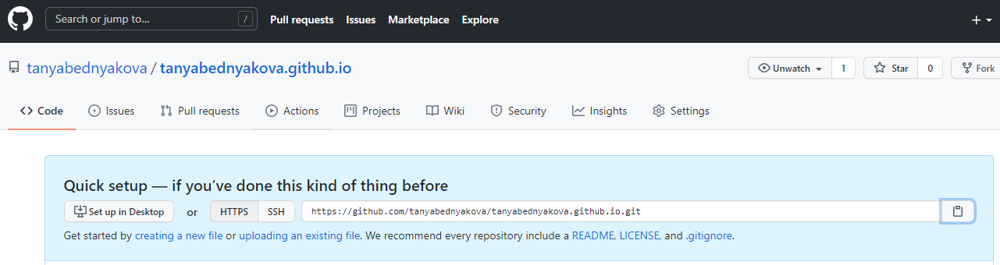 Search or jump to... / Pull requests Issues Marketplace Explore
tanyabednyakova / tanyabednyakova.github.io Unwatch 1 Star 0 Fork
Code Issues Pull requests Actions Projects Wiki Security Insights Settings
Quick setup — if you’ve done this kind of thing before
Set up in Desktop or HTTPS SSH https://github.com/tanyabednyakova/tanyabednyakova.github.io.git
Get started by creating a new file or uploading an existing file. We recommend every repository include a README, LICENSE, and .gitignore.